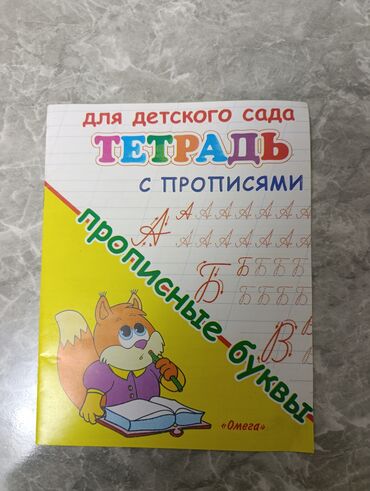 для детского сада
ТЕТРАДЬ
с прописями
прописные буквы
А А А А А А А А
А А А А А А А
Б Б Б Б Б
Б Б Б Б
В В
«Омега»